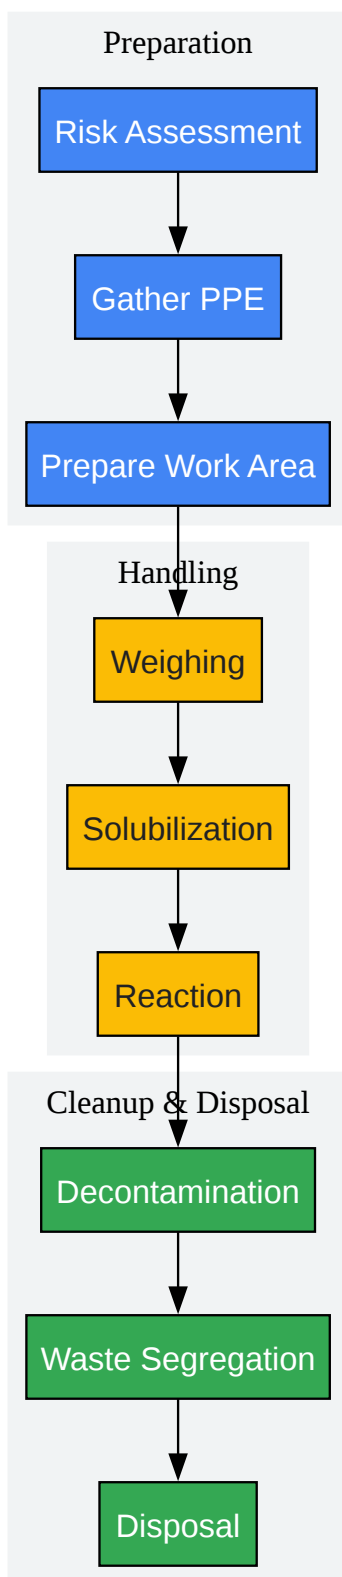 Preparation
Risk Assessment
Gather PPE
Prepare Work Area
Handling
Weighing
Solubilization
Reaction
Cleanup & Disposal
Decontamination
Waste Segregation
Disposal